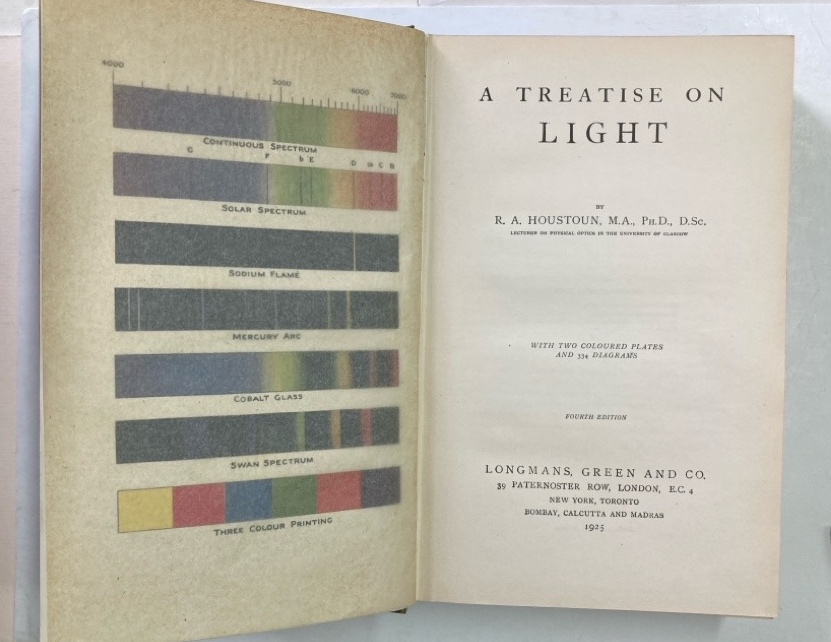 4000 5000 6000 7000
CONTINUOUS SPECTRUM
G F b E D α C B
SOLAR SPECTRUM
SODIUM FLAME
MERCURY ARC
COBALT GLASS
SWAN SPECTRUM
THREE COLOUR PRINTING
A TREATISE ON
LIGHT
BY
R. A. HOUSTOUN, M.A., PH.D., D.SC.
LECTURER ON PHYSICAL OPTICS IN THE UNIVERSITY OF GLASGOW
WITH TWO COLOURED PLATES
AND 334 DIAGRAMS
FOURTH EDITION
LONGMANS, GREEN AND CO.
39 PATERNOSTER ROW, LONDON, E.C. 4
NEW YORK, TORONTO
BOMBAY, CALCUTTA AND MADRAS
1925